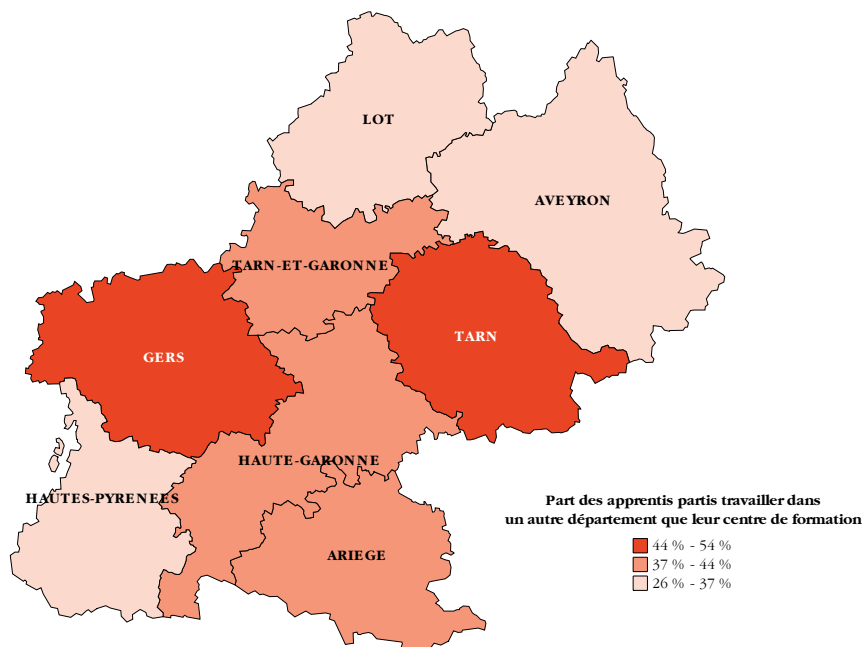 LOT
AVEYRON
TARN-ET-GARONNE
TARN
GERS
HAUTE-GARONNE
HAUTES-PYRENEES
ARIEGE
Part des apprentis partis travailler dans
un autre département que leur centre de formation
44 % - 54 %
37 % - 44 %
26 % - 37 %